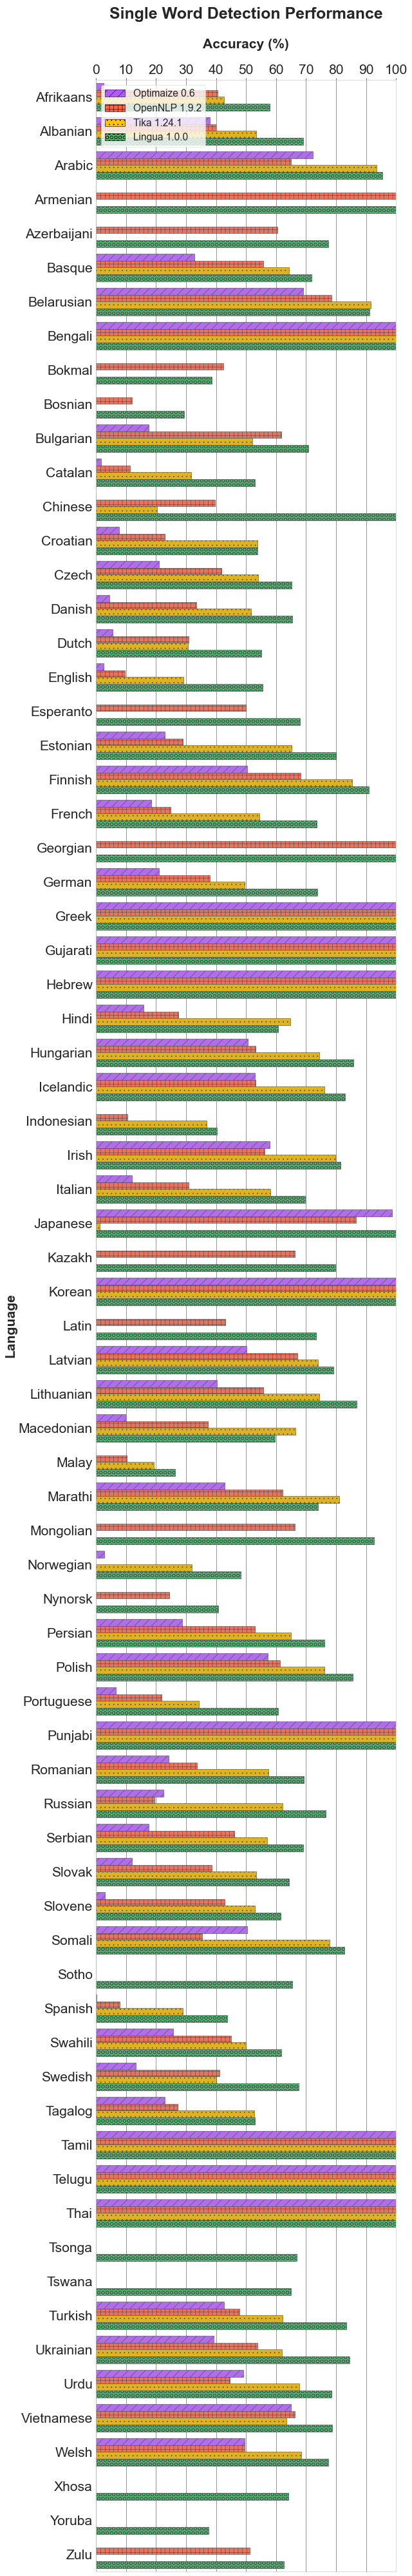 Single Word Detection Performance
Accuracy (%)
0 10 20 30 40 50 60 70 80 90 100
Optimaize 0.6
OpenNLP 1.9.2
Tika 1.24.1
Lingua 1.0.0
Language
Afrikaans
Albanian
Arabic
Armenian
Azerbaijani
Basque
Belarusian
Bengali
Bokmal
Bosnian
Bulgarian
Catalan
Chinese
Croatian
Czech
Danish
Dutch
English
Esperanto
Estonian
Finnish
French
Georgian
German
Greek
Gujarati
Hebrew
Hindi
Hungarian
Icelandic
Indonesian
Irish
Italian
Japanese
Kazakh
Korean
Latin
Latvian
Lithuanian
Macedonian
Malay
Marathi
Mongolian
Norwegian
Nynorsk
Persian
Polish
Portuguese
Punjabi
Romanian
Russian
Serbian
Slovak
Slovene
Somali
Sotho
Spanish
Swahili
Swedish
Tagalog
Tamil
Telugu
Thai
Tsonga
Tswana
Turkish
Ukrainian
Urdu
Vietnamese
Welsh
Xhosa
Yoruba
Zulu